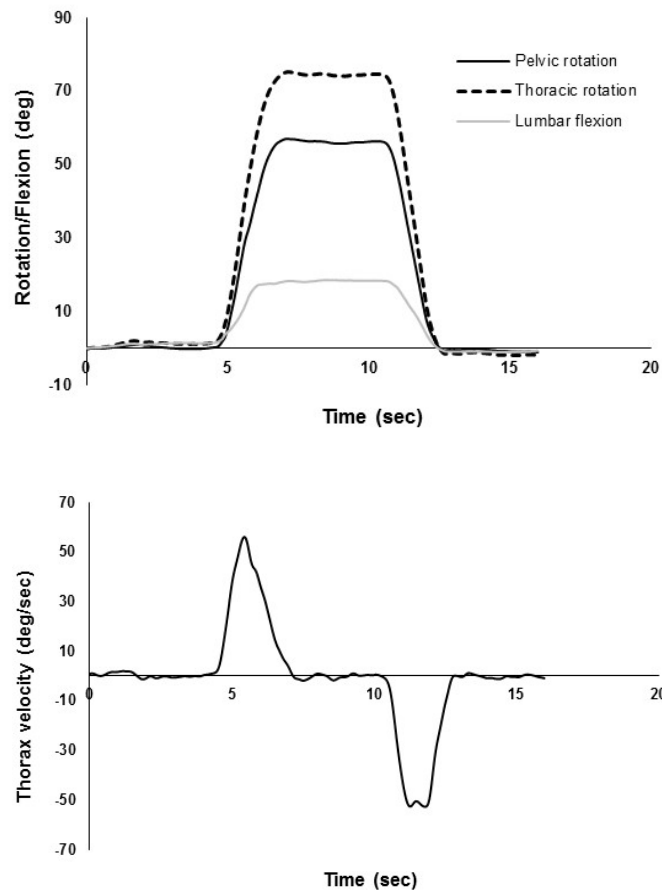 90
70
50
30
10
-10
Rotation/Flexion (deg)
Pelvic rotation
Thoracic rotation
Lumbar flexion
0 5 10 15 20
Time (sec)
70
50
30
10
-10
-30
-50
-70
Thorax velocity (deg/sec)
0 5 10 15 20
Time (sec)